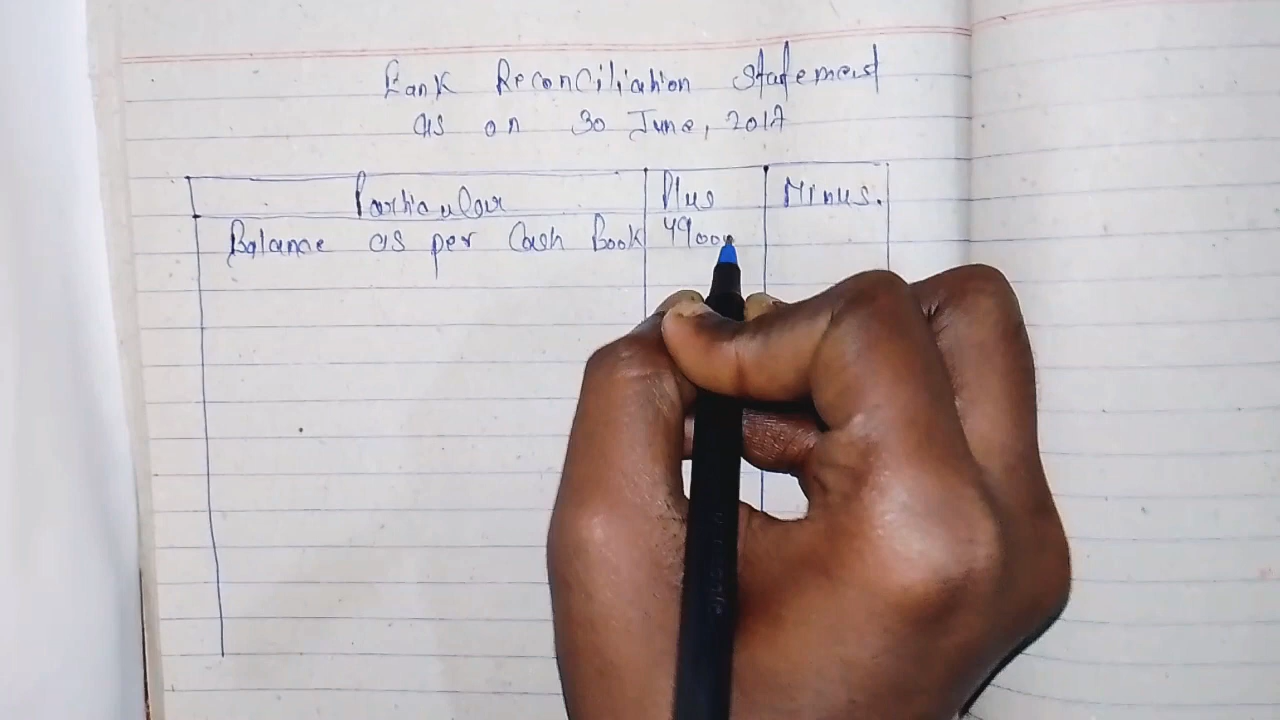 Bank Reconciliation Statement
as on 30 June, 2017
Particular Plus Minus.
Balance as per Cash Book 49000